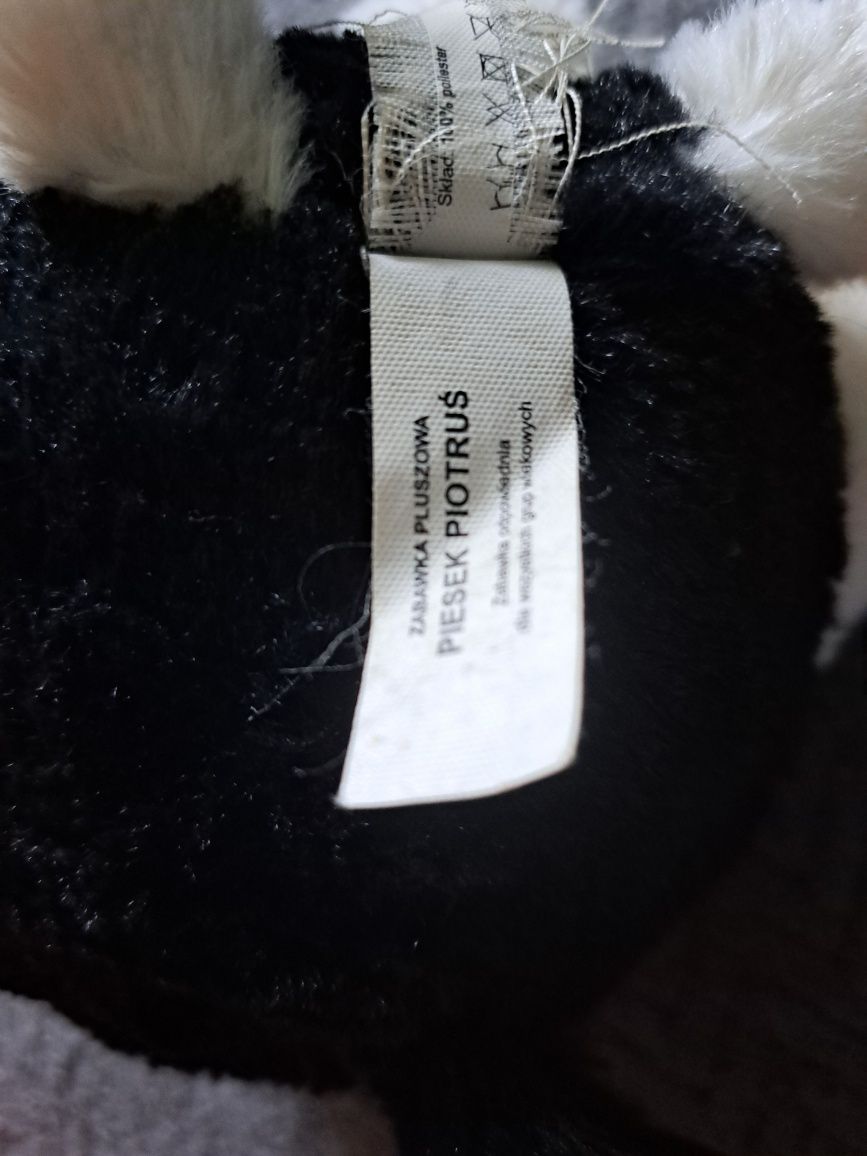 Skład: 100% poliester
ZABAWKA PLUSZOWA
PIESEK PIOTRUŚ
Zabawka odpowiednia
dla wszystkich grup wiekowych